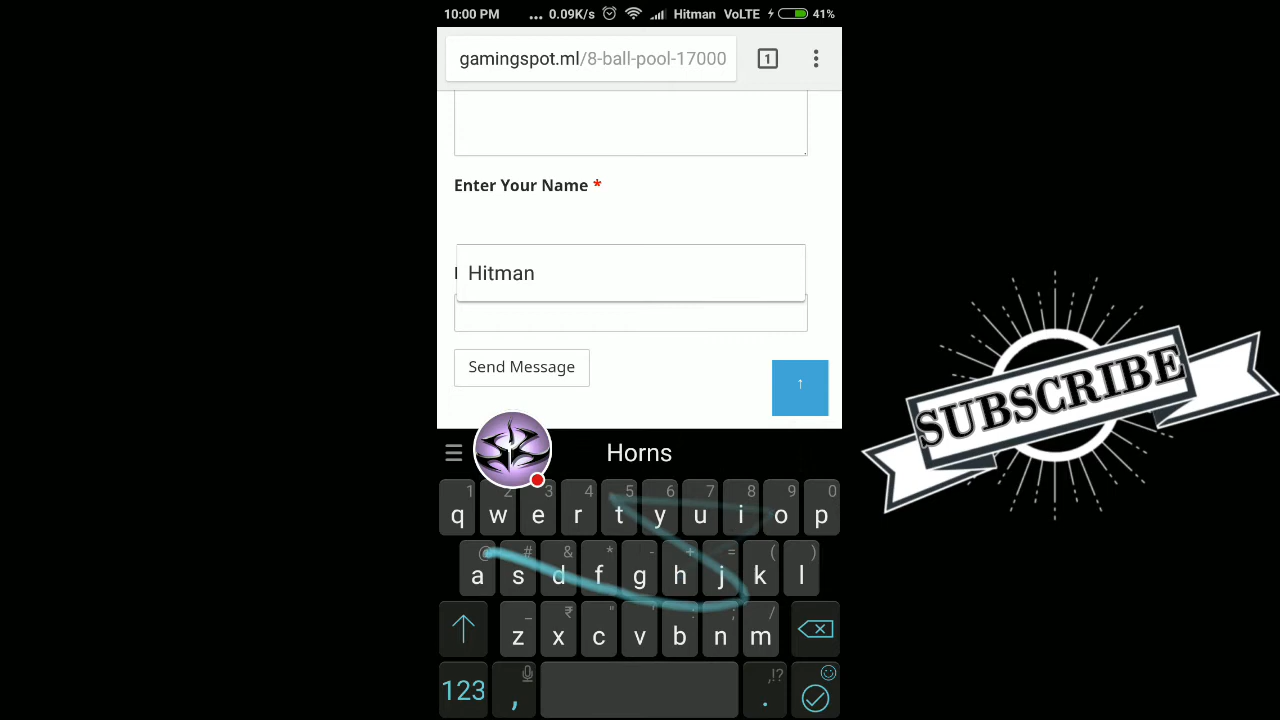 10:00 PM ... 0.09K/s Hitman VoLTE 41%
gamingspot.ml/8-ball-pool-17000 1
Enter Your Name *
Hitman
Send Message
↑
SUBSCRIBE
Horns
1 2 3 4 5 6 7 8 9 0
q w e r t y u i o p
@ # & * - + = ( )
a s d f g h j k l
_ ₹ " ' : ; /
z x c v b n m
123 , ,!? .